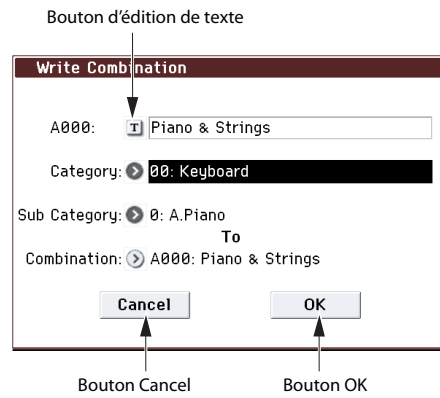 Bouton d'édition de texte
Write Combination
A000: T Piano & Strings
Category: 00: Keyboard
Sub Category: 0: A.Piano
To
Combination: A000: Piano & Strings
Cancel OK
Bouton Cancel Bouton OK